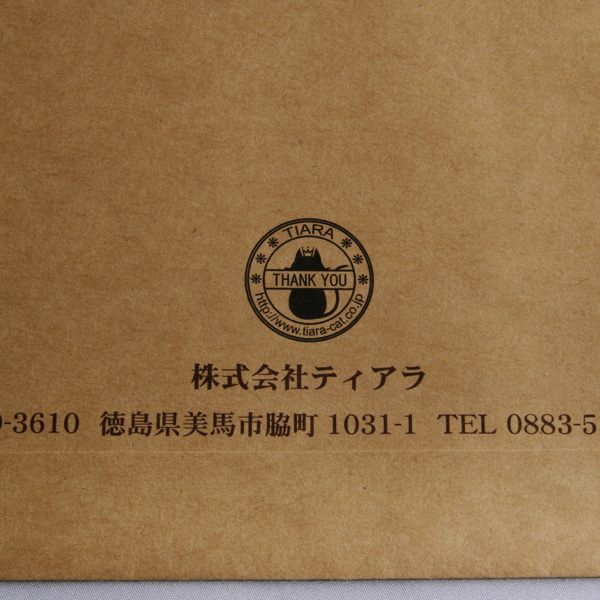 TIARA
THANK YOU
http://www.tiara-cat.co.jp
株式会社ティアラ
-3610 徳島県美馬市脇町 1031-1 TEL 0883-5